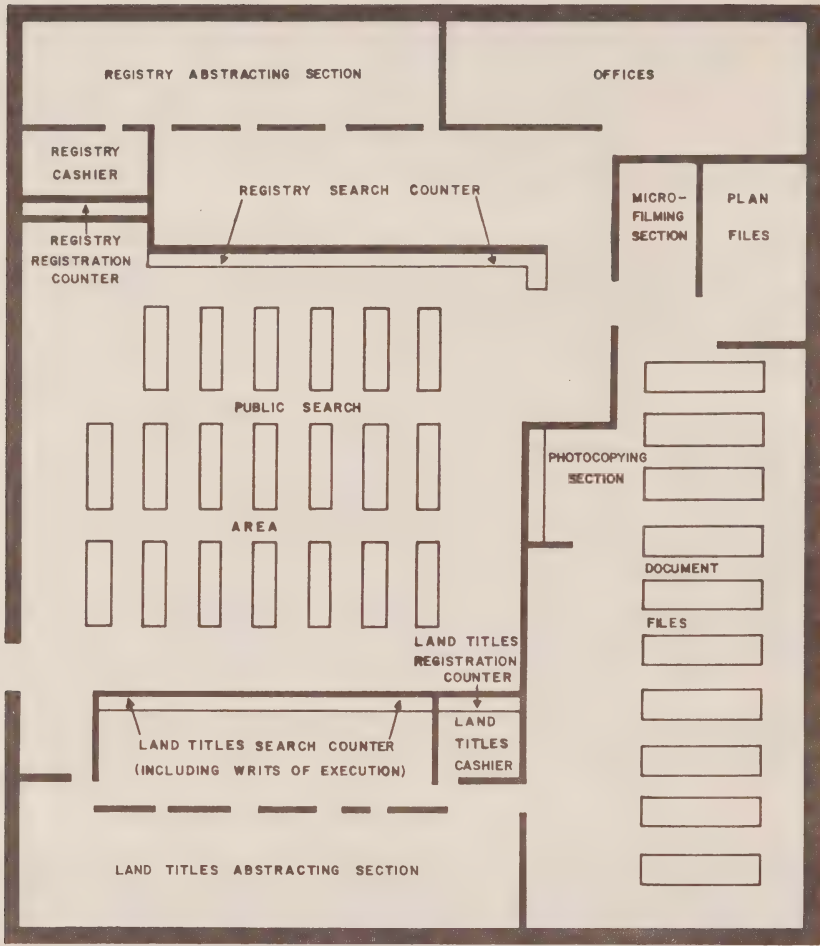 REGISTRY ABSTRACTING SECTION
OFFICES
REGISTRY
CASHIER
REGISTRY SEARCH COUNTER
MICRO-
FILMING
SECTION
PLAN
FILES
REGISTRY
REGISTRATION
COUNTER
PUBLIC SEARCH
AREA
PHOTOCOPYING
SECTION
DOCUMENT
FILES
LAND TITLES
REGISTRATION
COUNTER
LAND
TITLES
CASHIER
LAND TITLES SEARCH COUNTER
(INCLUDING WRITS OF EXECUTION)
LAND TITLES ABSTRACTING SECTION